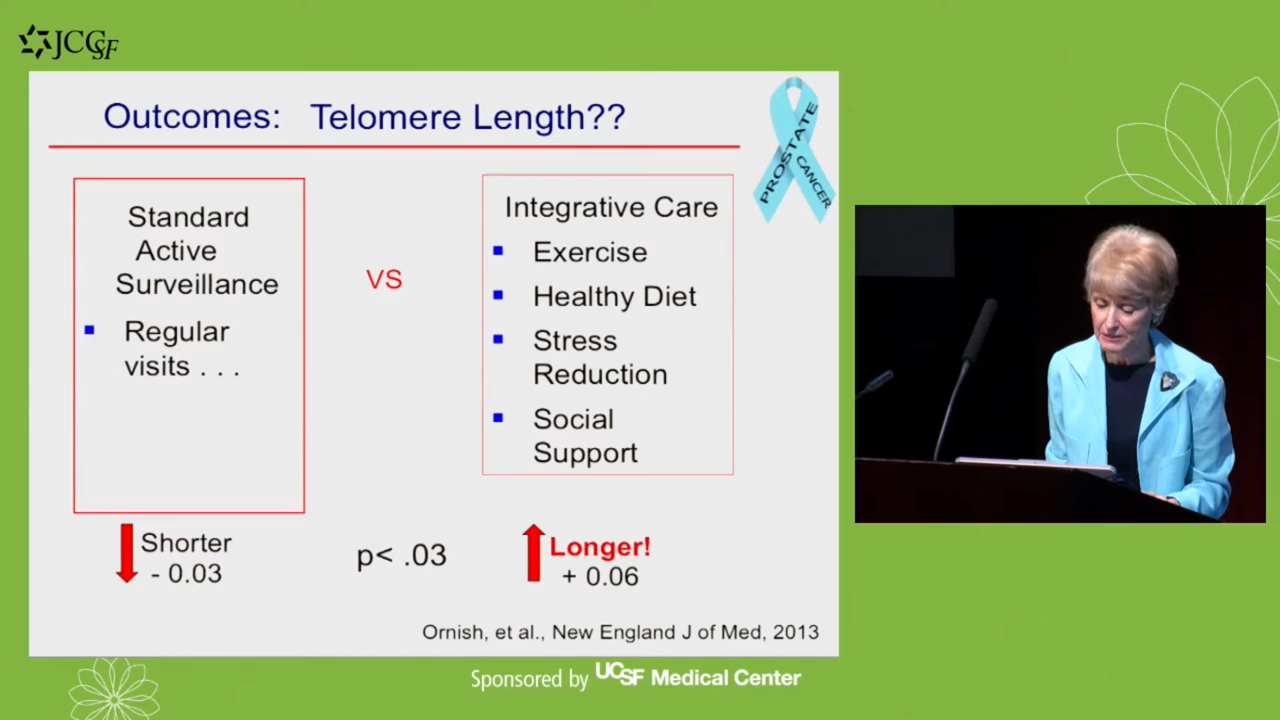 JCCSF
Outcomes: Telomere Length??
PROSTATE
CANCER
Standard
Active
Surveillance
Regular
visits . . .
VS
Integrative Care
Exercise
Healthy Diet
Stress
Reduction
Social
Support
Shorter
- 0.03
p< .03
Longer!
+ 0.06
Ornish, et al., New England J of Med, 2013
Sponsored by UCSF Medical Center